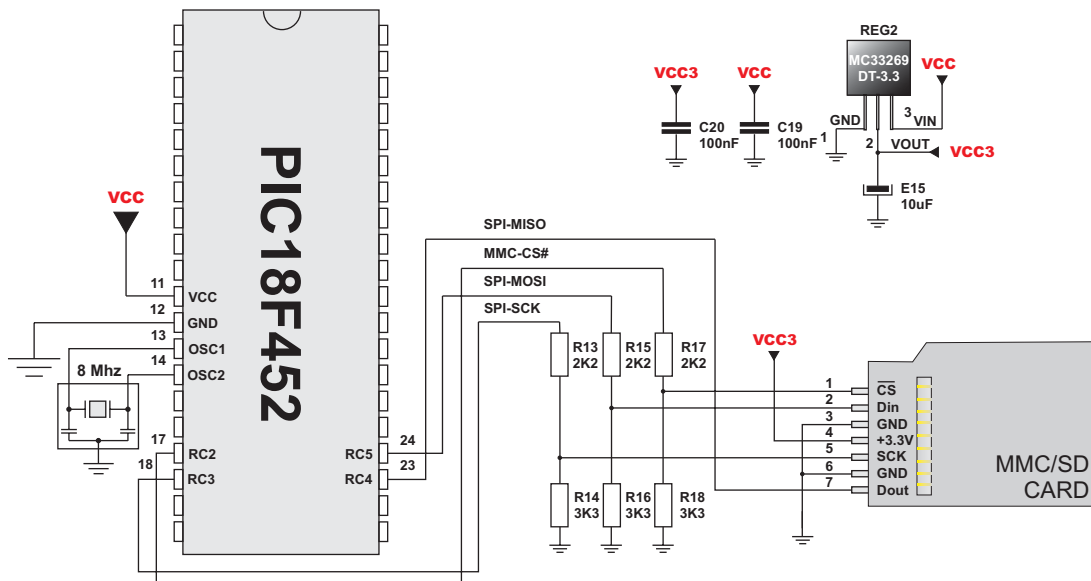 REG2
MC33269
DT-3.3
VCC3
VCC
VCC
C20
100nF
C19
100nF
GND
1
2
3
VIN
VOUT
VCC3
E15
10uF
PIC18F452
VCC
11
VCC
12
GND
13
OSC1
14
OSC2
8 Mhz
17
RC2
18
RC3
24
RC5
23
RC4
SPI-MISO
MMC-CS#
SPI-MOSI
SPI-SCK
R13
2K2
R15
2K2
R17
2K2
R14
3K3
R16
3K3
R18
3K3
VCC3
1
CS
2
Din
3
GND
4
+3.3V
5
SCK
6
GND
7
Dout
MMC/SD
CARD